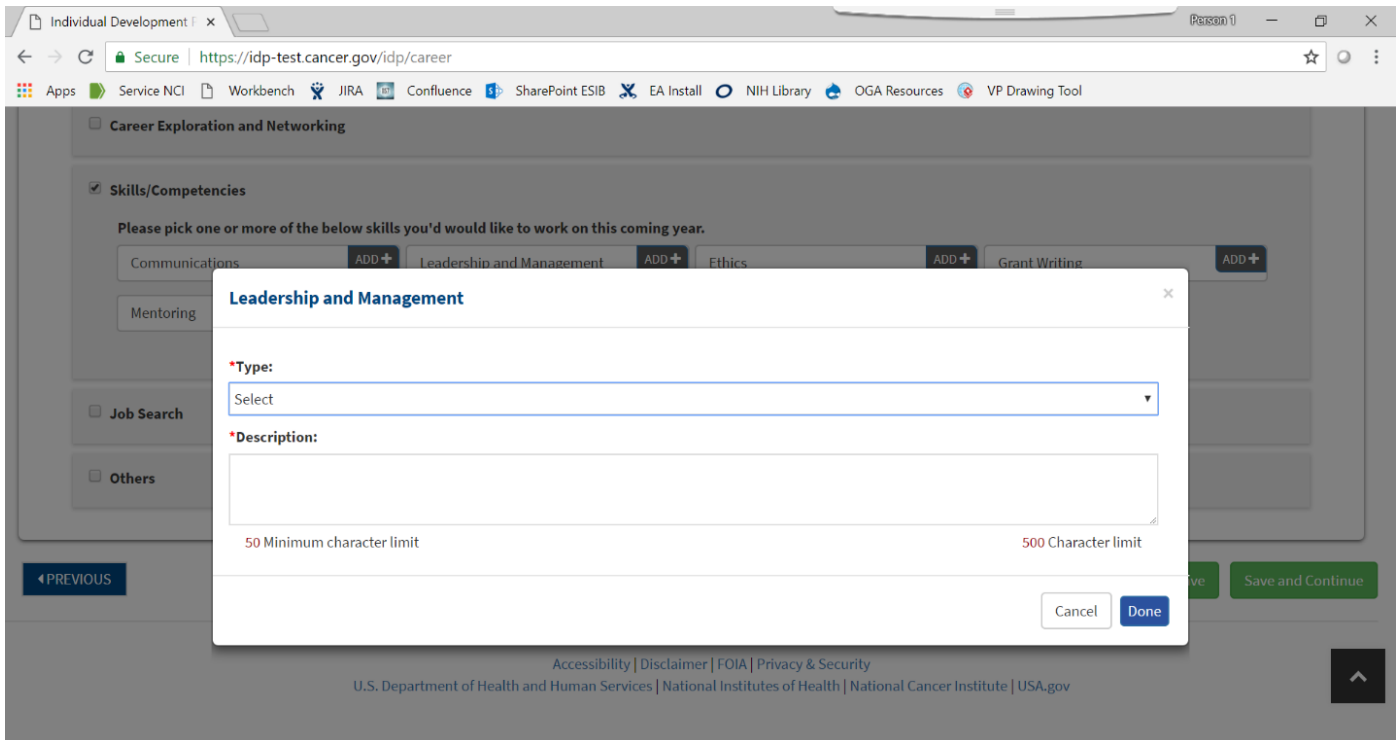 Individual Development P
Person 1
Secure | https://idp-test.cancer.gov/idp/career
Apps Service NCI Workbench JIRA Confluence SharePoint ESIB EA Install NIH Library OGA Resources VP Drawing Tool
Career Exploration and Networking
Skills/Competencies
Please pick one or more of the below skills you'd would like to work on this coming year.
Communications ADD+ Leadership and Management ADD+ Ethics ADD+ Grant Writing ADD+
Leadership and Management ×
Mentoring
*Type:
Select
Job Search
*Description:
Others
50 Minimum character limit 500 Character limit
PREVIOUS ve Save and Continue
Cancel Done
Accessibility | Disclaimer | FOIA | Privacy & Security
U.S. Department of Health and Human Services | National Institutes of Health | National Cancer Institute | USA.gov